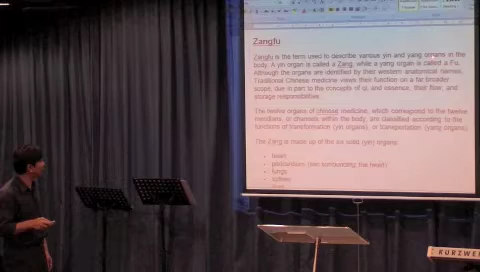 Zangfu
Zangfu is the term used to describe various yin and yang organs in the
body. A yin organ is called a Zang, while a yang organ is called a Fu.
Although the organs are identified by their western anatomical names,
Traditional Chinese medicine views their function on a far broader
scope, due in part to the concepts of qi, and essence, their flow, and
storage responsibilities.
The twelve organs of chinese medicine, which correspond to the twelve
meridians, or channels within the body, are classified according to the
functions of transformation (yin organs) or transportation (yang organs).
The Zang is made up of the six solid (yin) organs:
heart
pericardium (sac surrounding the heart)
lungs
spleen
KURZWEIL